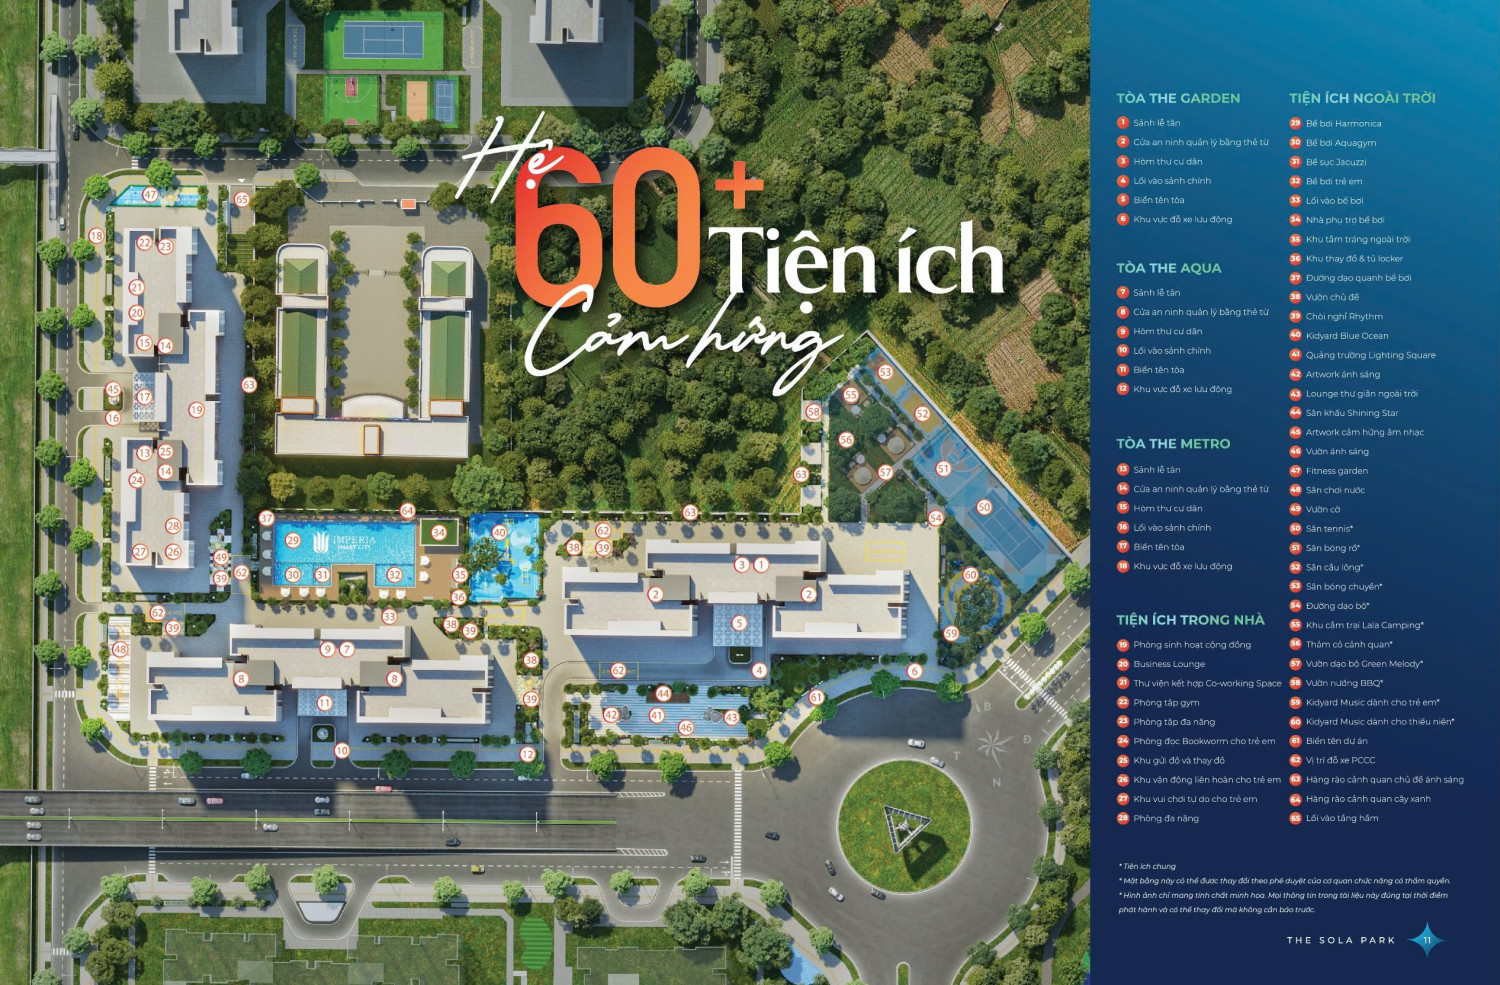 Hệ
60+
Tiện ích
Cảm hứng
IMPERIA
SMART CITY
TÒA THE GARDEN
1 Sảnh lễ tân
2 Cửa an ninh quản lý bằng thẻ từ
3 Hòm thư cư dân
4 Lối vào sảnh chính
5 Biển tên tòa
6 Khu vực đỗ xe lưu động
TÒA THE AQUA
7 Sảnh lễ tân
8 Cửa an ninh quản lý bằng thẻ từ
9 Hòm thư cư dân
10 Lối vào sảnh chính
11 Biển tên tòa
12 Khu vực đỗ xe lưu động
TÒA THE METRO
13 Sảnh lễ tân
14 Cửa an ninh quản lý bằng thẻ từ
15 Hòm thư cư dân
16 Lối vào sảnh chính
17 Biển tên tòa
18 Khu vực đỗ xe lưu động
TIỆN ÍCH TRONG NHÀ
19 Phòng sinh hoạt cộng đồng
20 Business Lounge
21 Thư viện kết hợp Co-working Space
22 Phòng tập gym
23 Phòng tập đa năng
24 Phòng đọc Bookworm cho trẻ em
25 Khu gửi đồ và thay đồ
26 Khu vận động liên hoàn cho trẻ em
27 Khu vui chơi tự do cho trẻ em
28 Phòng đa năng
TIỆN ÍCH NGOÀI TRỜI
29 Bể bơi Harmonica
30 Bể bơi Aquagym
31 Bể sục Jacuzzi
32 Bể bơi trẻ em
33 Lối vào bể bơi
34 Nhà phụ trợ bể bơi
35 Khu tắm tráng ngoài trời
36 Khu thay đồ & tủ locker
37 Đường dạo quanh bể bơi
38 Vườn chủ đề
39 Chòi nghỉ Rhythm
40 Kidyard Blue Ocean
41 Quảng trường Lighting Square
42 Artwork ánh sáng
43 Lounge thư giãn ngoài trời
44 Sân khấu Shining Star
45 Artwork cảm hứng âm nhạc
46 Vườn ánh sáng
47 Fitness garden
48 Sân chơi nước
49 Vườn cờ
50 Sân tennis*
51 Sân bóng rổ*
52 Sân cầu lông*
53 Sân bóng chuyền*
54 Đường dạo bộ*
55 Khu cắm trại Lala Camping*
56 Thảm cỏ cảnh quan*
57 Vườn dạo bộ Green Melody*
58 Vườn nướng BBQ*
59 Kidyard Music dành cho trẻ em*
60 Kidyard Music dành cho thiếu niên*
61 Biển tên dự án
62 Vị trí đỗ xe PCCC
63 Hàng rào cảnh quan chủ đề ánh sáng
64 Hàng rào cảnh quan cây xanh
65 Lối vào tầng hầm
* Tiện ích chung
* Mặt bằng này có thể được thay đổi theo phê duyệt của cơ quan chức năng có thẩm quyền.
* Hình ảnh chỉ mang tính chất minh họa. Mọi thông tin trong tài liệu này đúng tại thời điểm
phát hành và có thể thay đổi mà không cần báo trước.
THE SOLA PARK 11
B
Đ
T
N